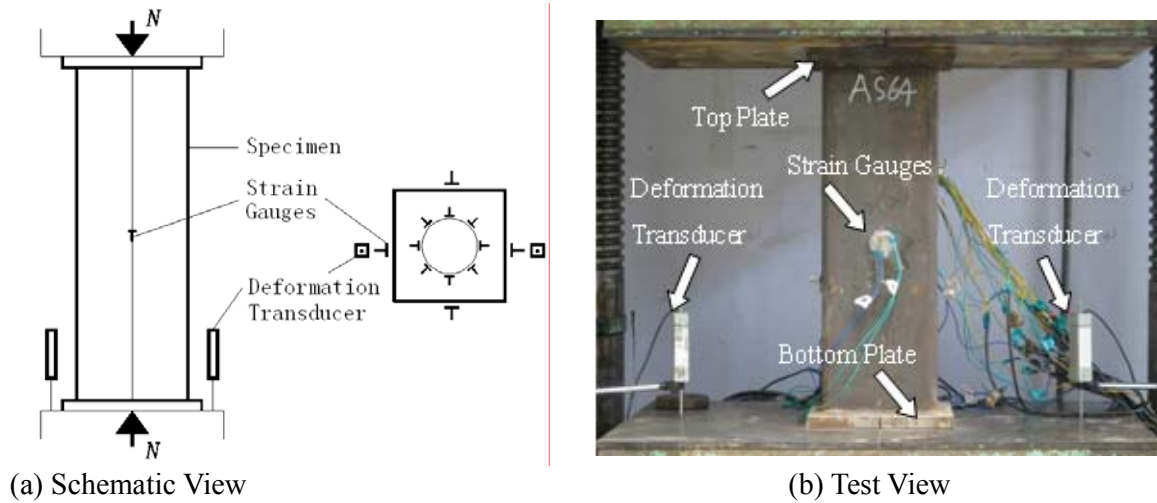 N
Specimen
Strain
Gauges
Deformation
Transducer
N
(a) Schematic View
AS64
Top Plate
Strain Gauges
Deformation
Transducer
Deformation
Transducer
Bottom Plate
(b) Test View